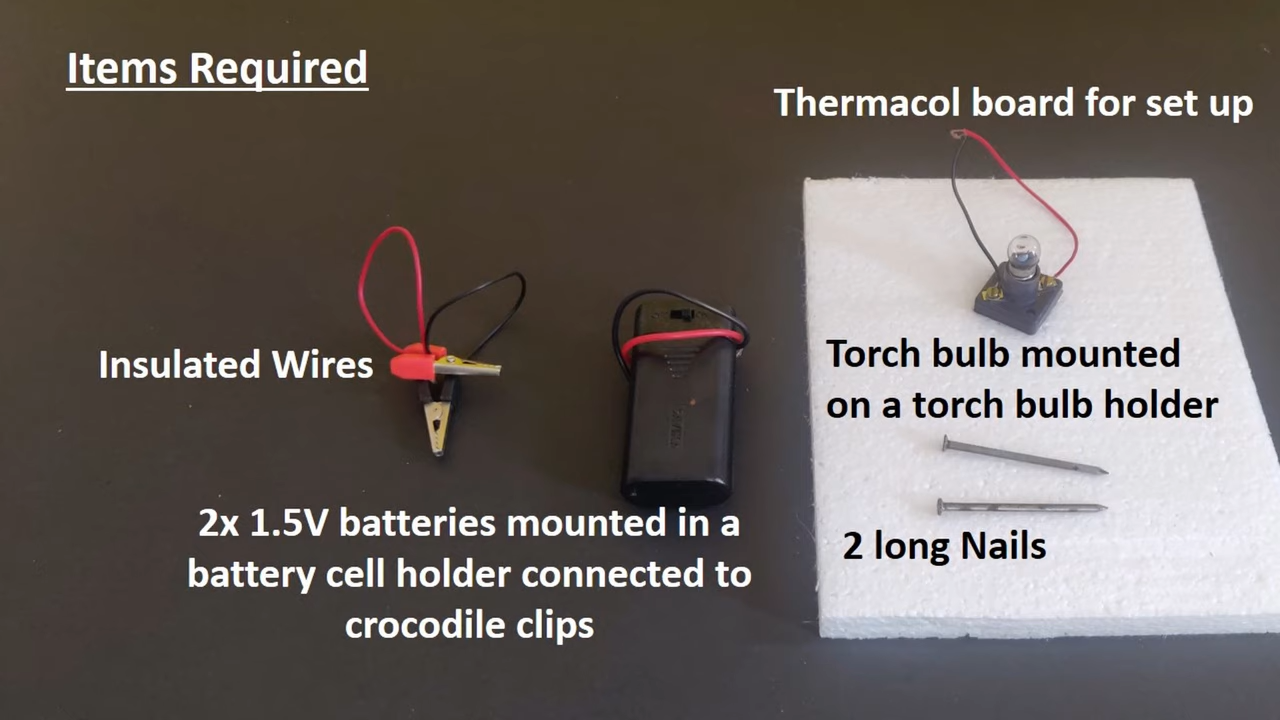 Items Required
Thermacol board for set up
Insulated Wires
Torch bulb mounted
on a torch bulb holder
2x 1.5V batteries mounted in a
battery cell holder connected to
crocodile clips
2 long Nails